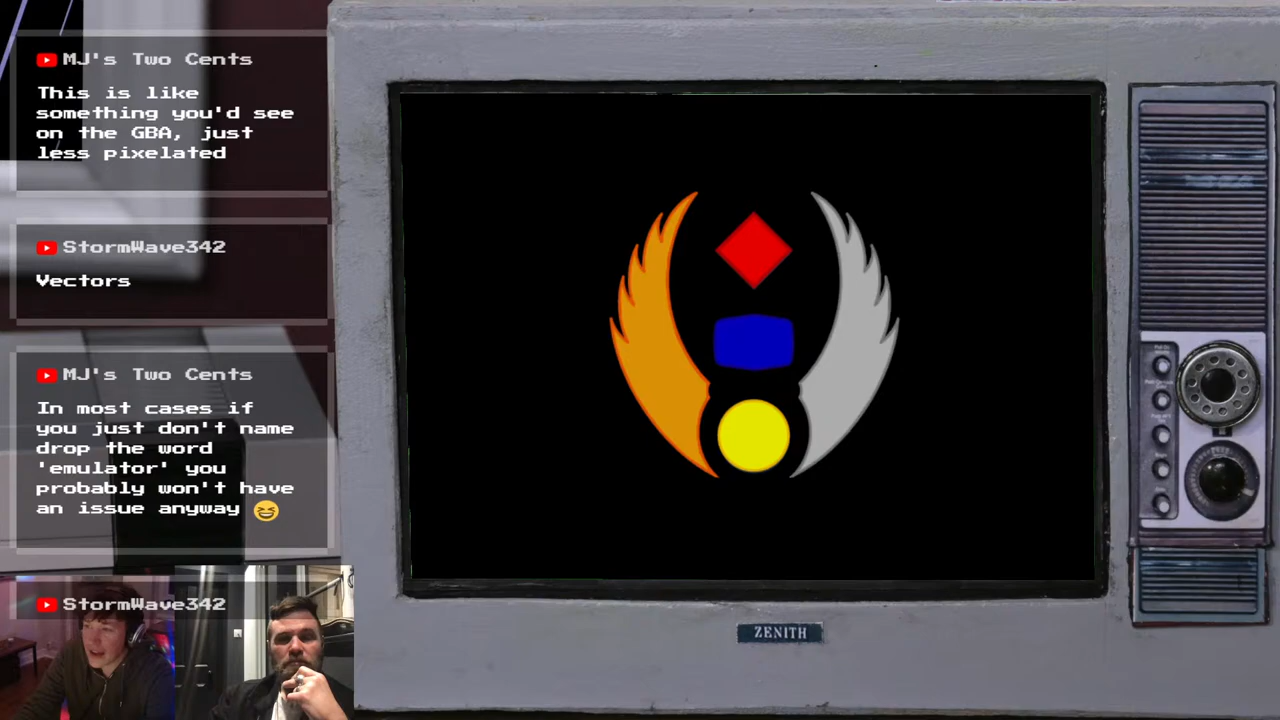 MJ's Two Cents
This is like
something you'd see
on the GBA, just
less pixelated
StormWave342
Vectors
MJ's Two Cents
In most cases if
you just don't name
drop the word
'emulator' you
probably won't have
an issue anyway
StormWave342
ZENITH